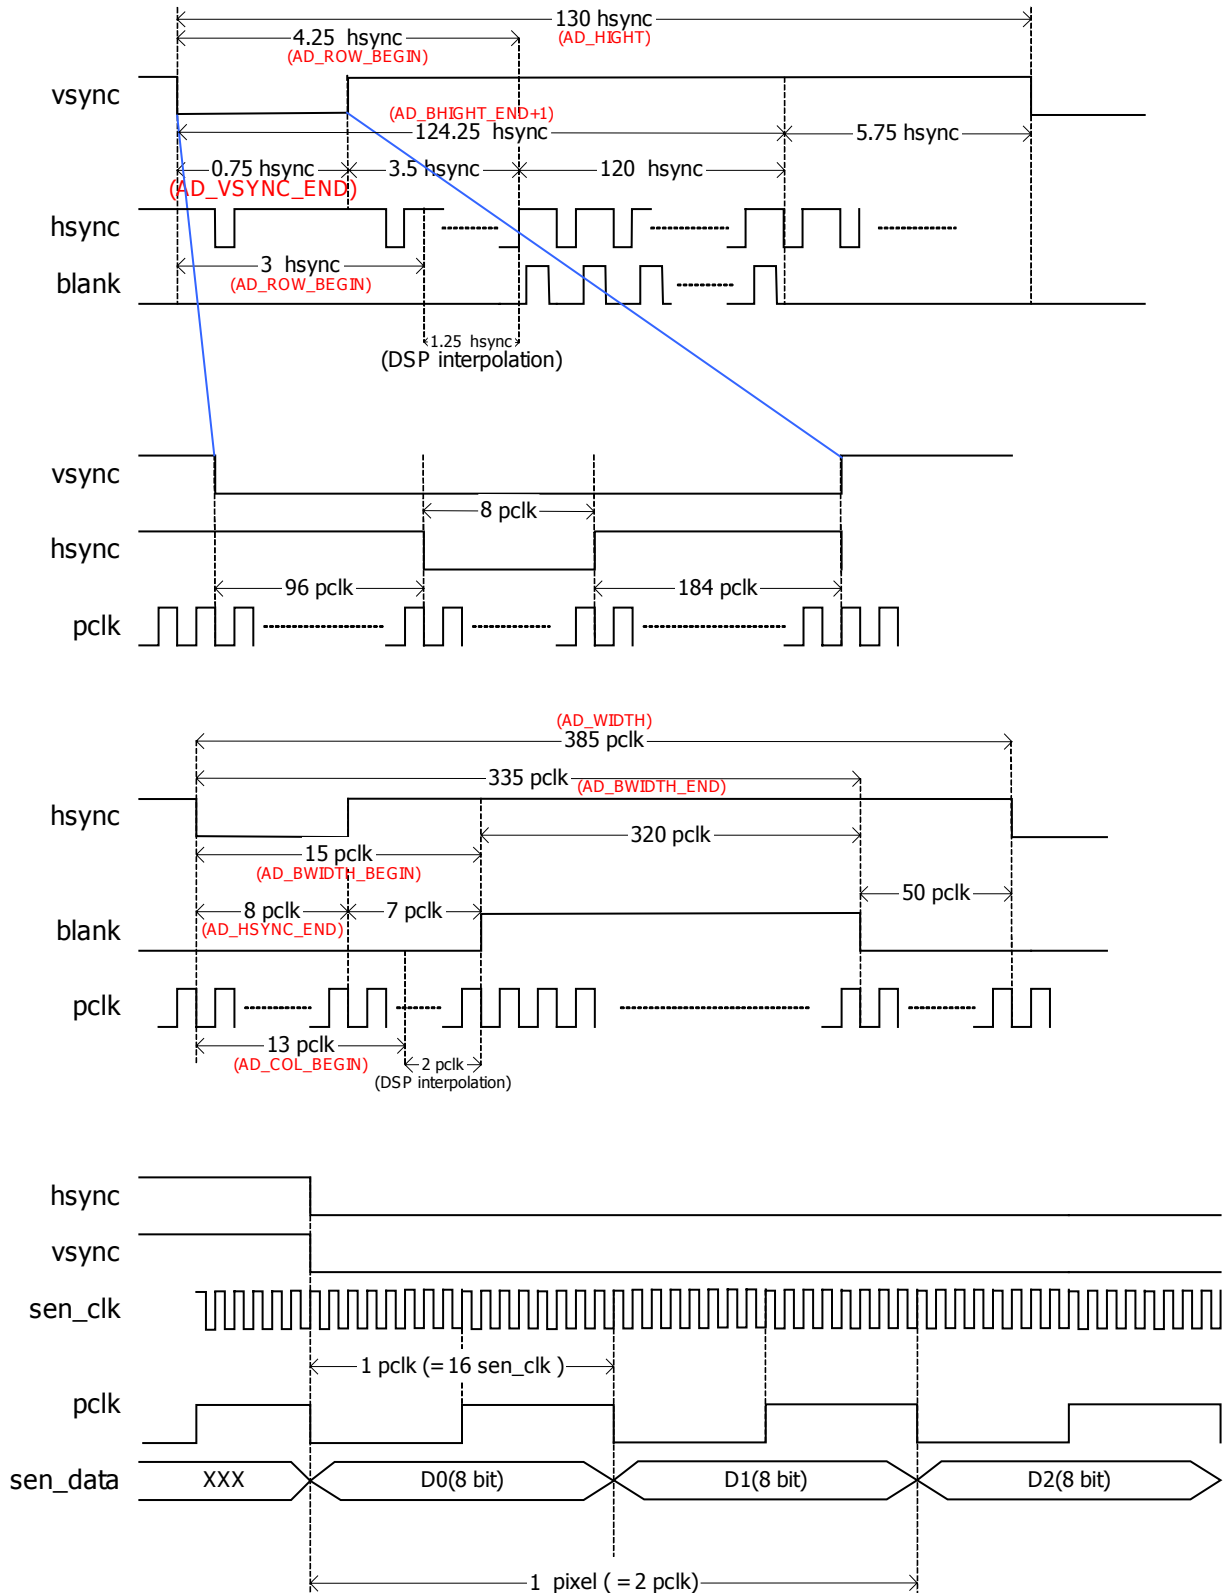 130 hsync
(AD_HIGHT)
4.25 hsync
(AD_ROW_BEGIN)
vsync
(AD_BHIGHT_END+1)
124.25 hsync
5.75 hsync
0.75 hsync
3.5 hsync
120 hsync
(AD_VSYNC_END)
hsync
3 hsync
(AD_ROW_BEGIN)
blank
1.25 hsync
(DSP interpolation)
vsync
8 pclk
hsync
96 pclk
184 pclk
pclk
(AD_WIDTH)
385 pclk
335 pclk
(AD_BWIDTH_END)
hsync
320 pclk
15 pclk
(AD_BWIDTH_BEGIN)
50 pclk
8 pclk
7 pclk
(AD_HSYNC_END)
blank
pclk
13 pclk
(AD_COL_BEGIN)
2 pclk
(DSP interpolation)
hsync
vsync
sen_clk
1 pclk (=16 sen_clk )
pclk
sen_data
XXX
D0(8 bit)
D1(8 bit)
D2(8 bit)
1 pixel ( =2 pclk)